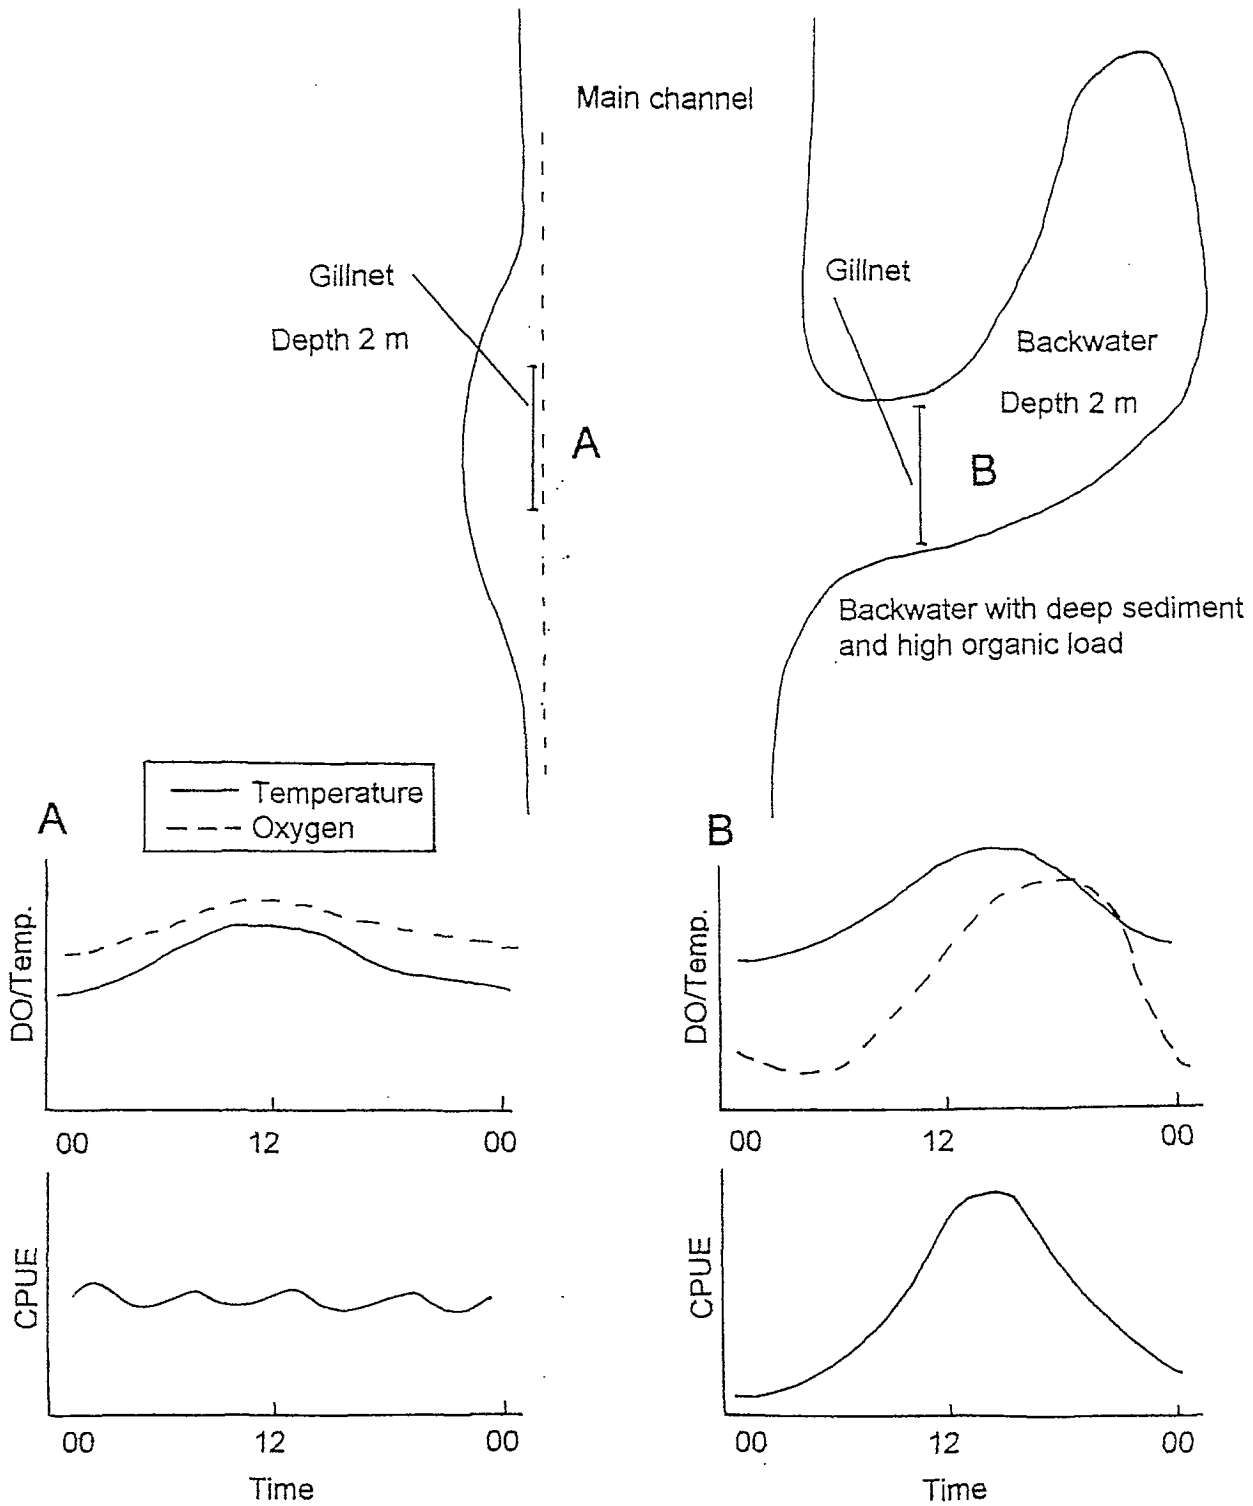 Main channel
Gillnet
Depth 2 m
A
Gillnet
Backwater
Depth 2 m
B
Backwater with deep sediment
and high organic load
Temperature
Oxygen
A
DO/Temp.
00 12 00
B
DO/Temp.
00 12 00
CPUE
00 12 00
Time
CPUE
00 12 00
Time